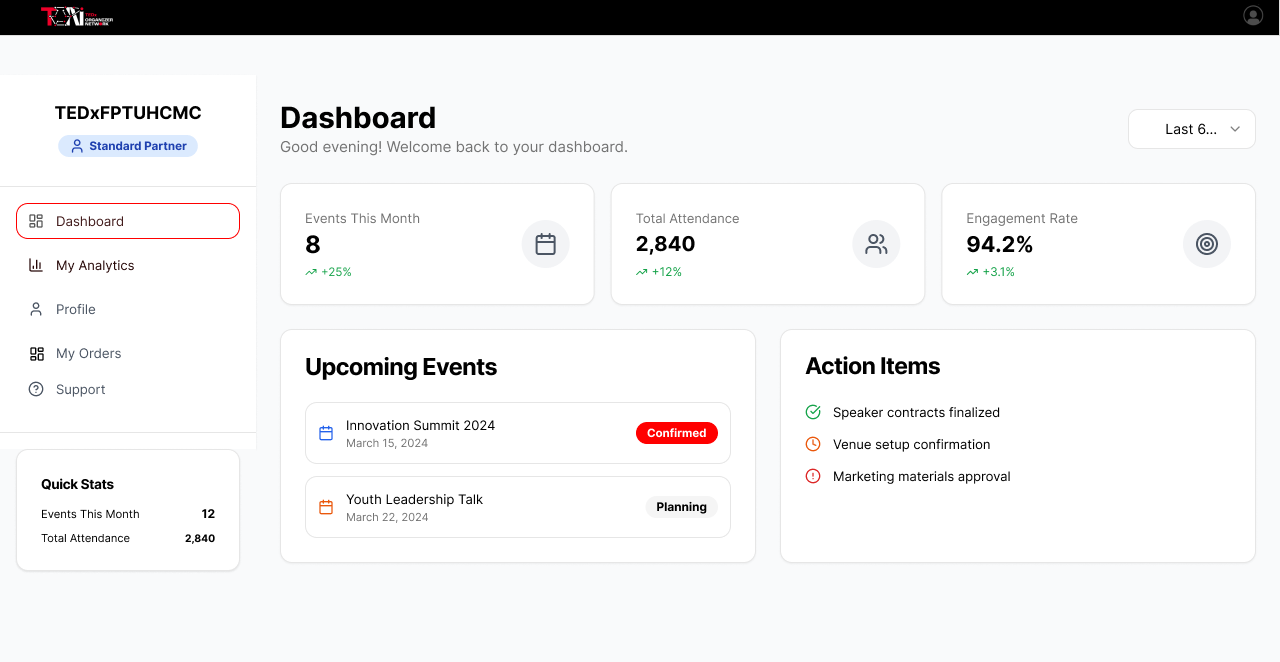 TEDx
ORGANIZER
NETWORK
TEDxFPTUHCMC
Standard Partner
Dashboard
My Analytics
Profile
My Orders
Support
Quick Stats
Events This Month 12
Total Attendance 2,840
Dashboard
Good evening! Welcome back to your dashboard.
Last 6...
Events This Month
8
+25%
Total Attendance
2,840
+12%
Engagement Rate
94.2%
+3.1%
Upcoming Events
Innovation Summit 2024
March 15, 2024
Confirmed
Youth Leadership Talk
March 22, 2024
Planning
Action Items
Speaker contracts finalized
Venue setup confirmation
Marketing materials approval